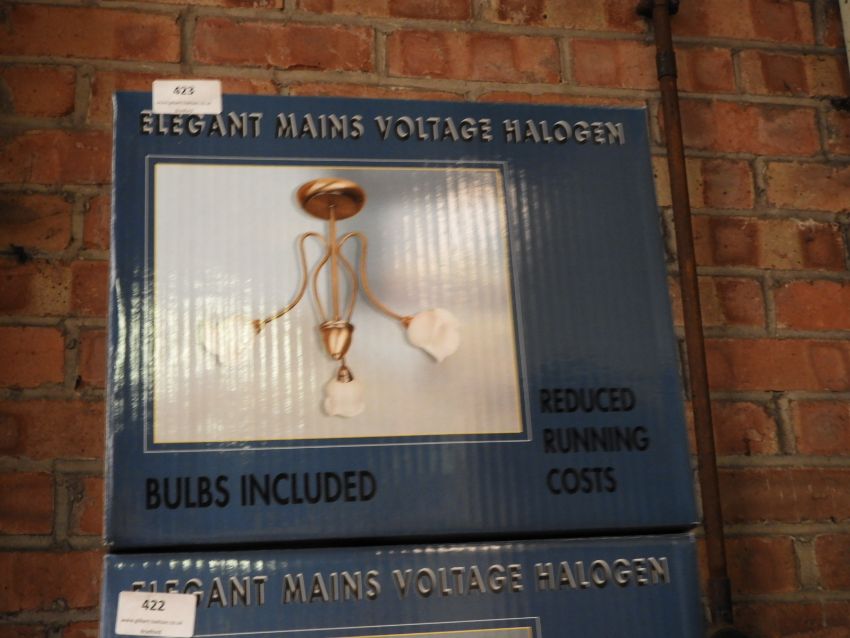 423
ELEGANT MAINS VOLTAGE HALOGEN
REDUCED
RUNNING
COSTS
BULBS INCLUDED
ELEGANT MAINS VOLTAGE HALOGEN
422